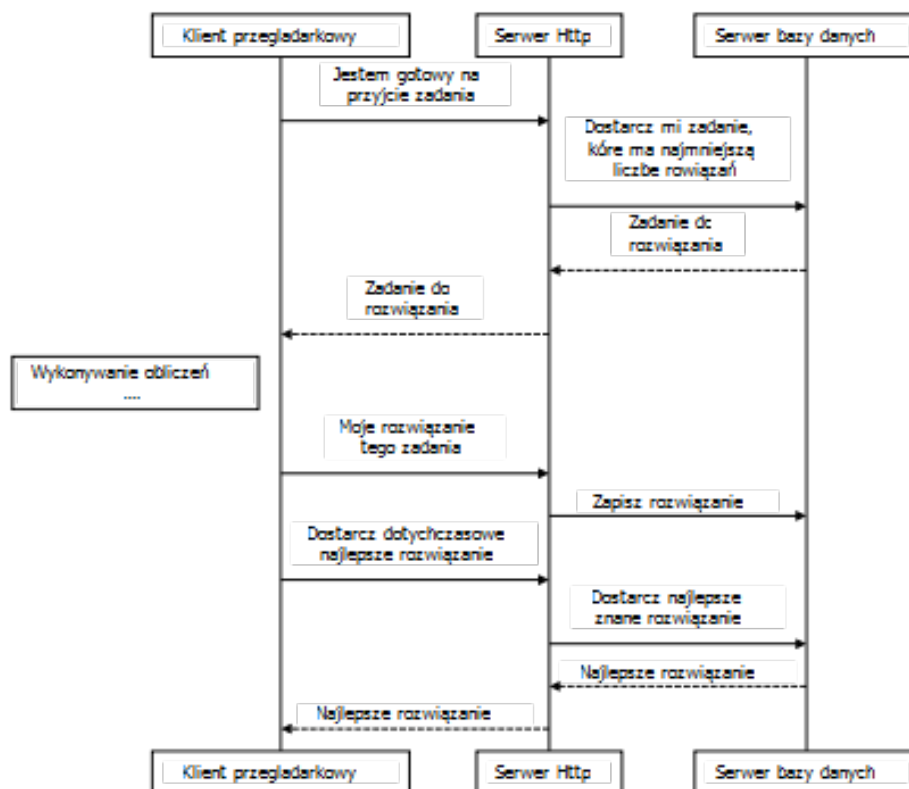 Klient przegladarkowy
Serwer Http
Serwer bazy danych
Jestem gotowy na
przyjcie zadania
Dostarcz mi zadanie,
kóre ma najmniejszą
liczbe rowiązań
Zadanie do
rozwiązania
Zadanie do
rozwiązania
Wykonywanie obliczeń
....
Moje rozwiązanie
tego zadania
Zapisz rozwiązanie
Dostarcz dotychczasowe
najlepsze rozwiązanie
Dostarcz najlepsze
znane rozwiązanie
Najlepsze rozwiązanie
Najlepsze rozwiązanie
Klient przegladarkowy
Serwer Http
Serwer bazy danych